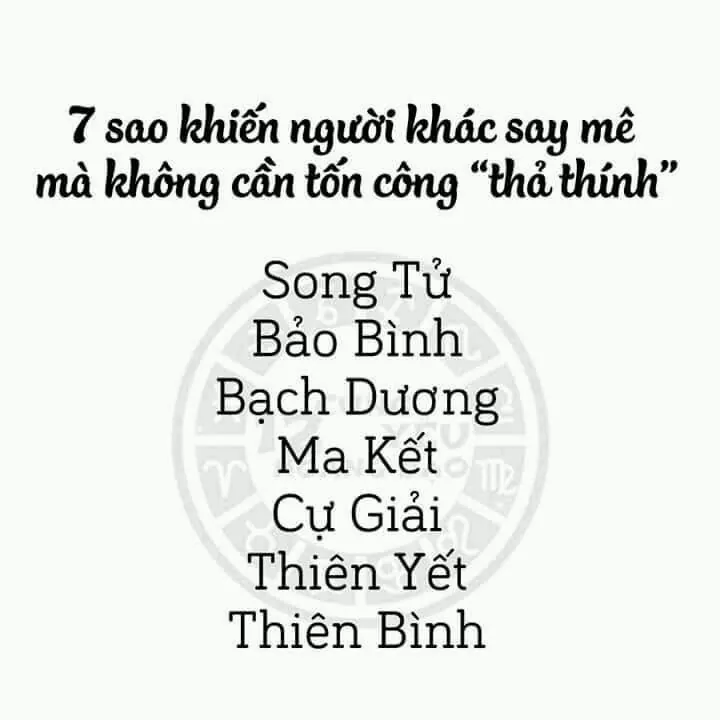 7 sao khiến người khác say mê
mà không cần tốn công “thả thính”
Song Tử
Bảo Bình
Bạch Dương
Ma Kết
Cự Giải
Thiên Yết
Thiên Bình